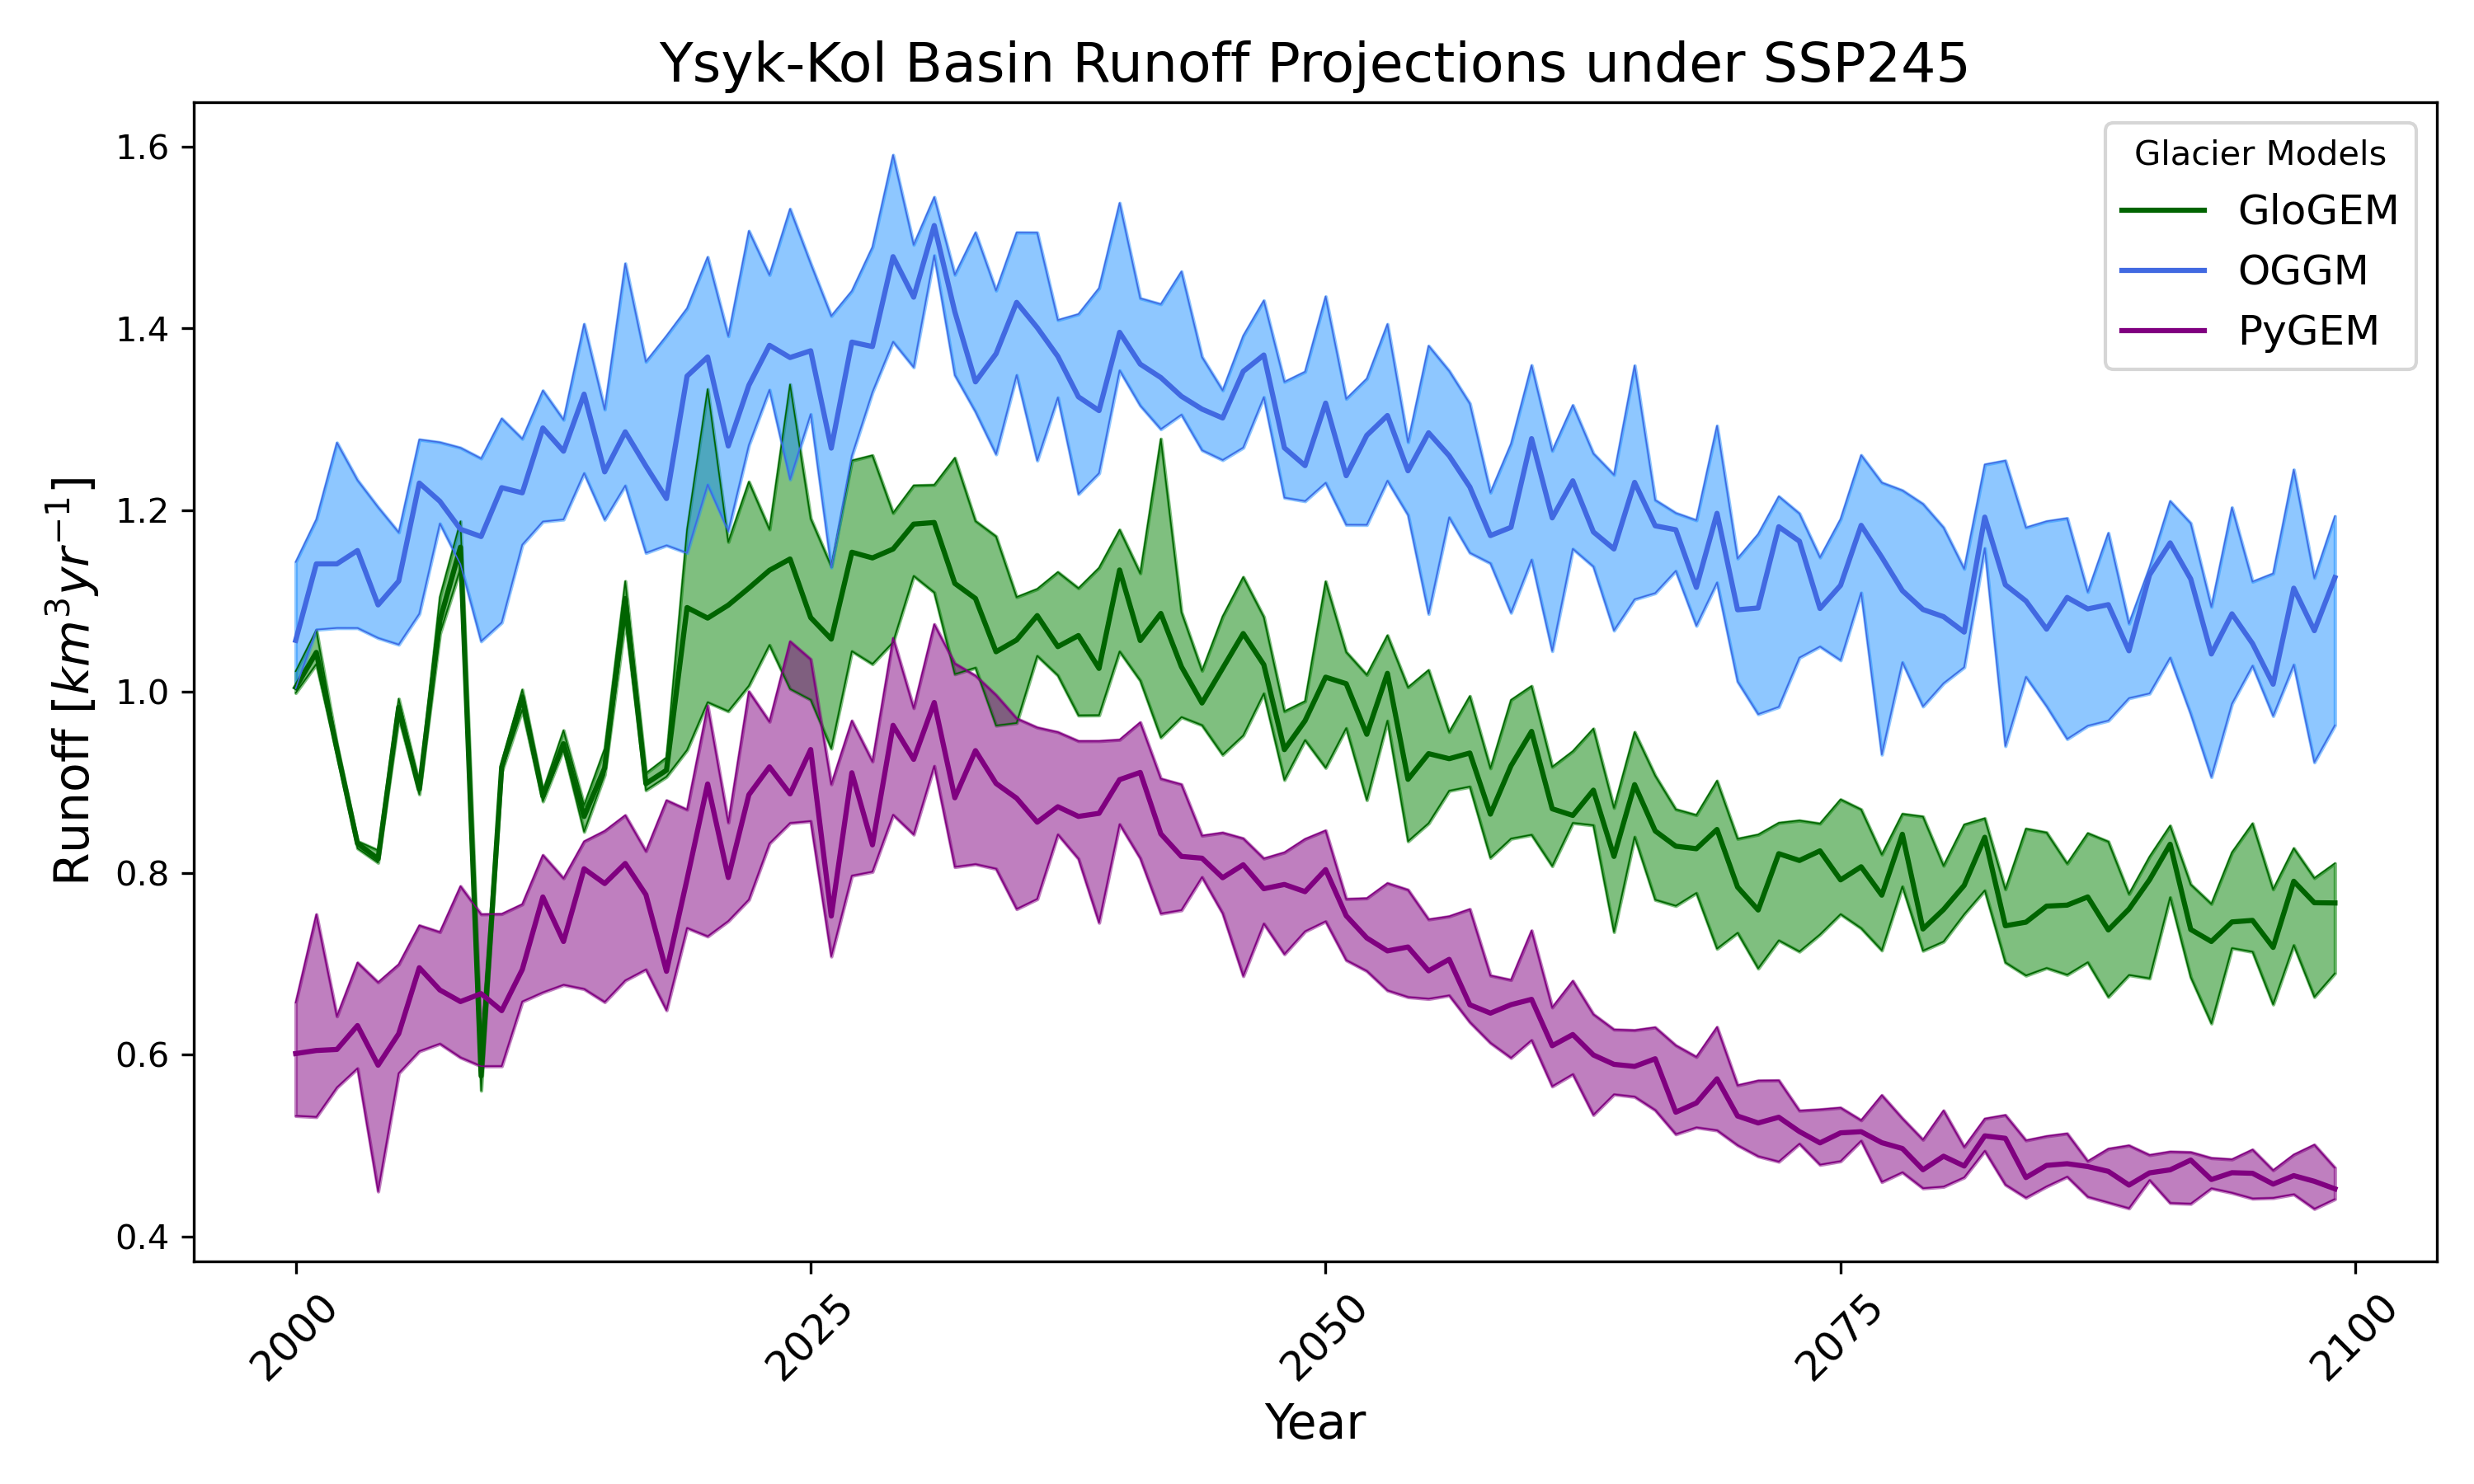 Ysyk-Kol Basin Runoff Projections under SSP245
Glacier Models
GloGEM
OGGM
PyGEM
Runoff [km³yr⁻¹]
1.6
1.4
1.2
1.0
0.8
0.6
0.4
2000
2025
2050
2075
2100
Year